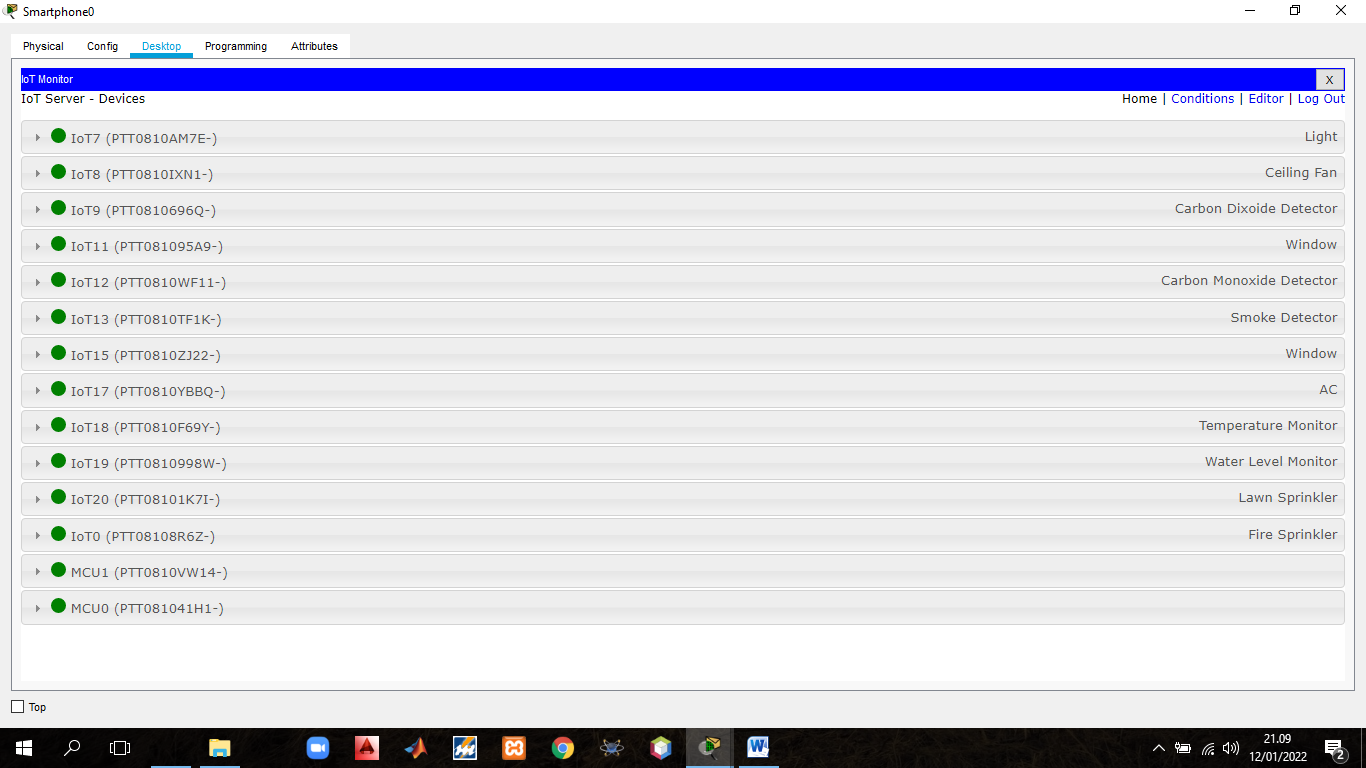 Smartphone0
Physical Config Desktop Programming Attributes
IoT Monitor X
IoT Server - Devices Home | Conditions | Editor | Log Out
IoT7 (PTT0810AM7E-) Light
IoT8 (PTT0810IXN1-) Ceiling Fan
IoT9 (PTT0810696Q-) Carbon Dixoide Detector
IoT11 (PTT081095A9-) Window
IoT12 (PTT0810WF11-) Carbon Monoxide Detector
IoT13 (PTT0810TF1K-) Smoke Detector
IoT15 (PTT0810ZJ22-) Window
IoT17 (PTT0810YBBQ-) AC
IoT18 (PTT0810F69Y-) Temperature Monitor
IoT19 (PTT0810998W-) Water Level Monitor
IoT20 (PTT08101K7I-) Lawn Sprinkler
IoT0 (PTT08108R6Z-) Fire Sprinkler
MCU1 (PTT0810VW14-)
MCU0 (PTT081041H1-)
Top
21.09
12/01/2022
2